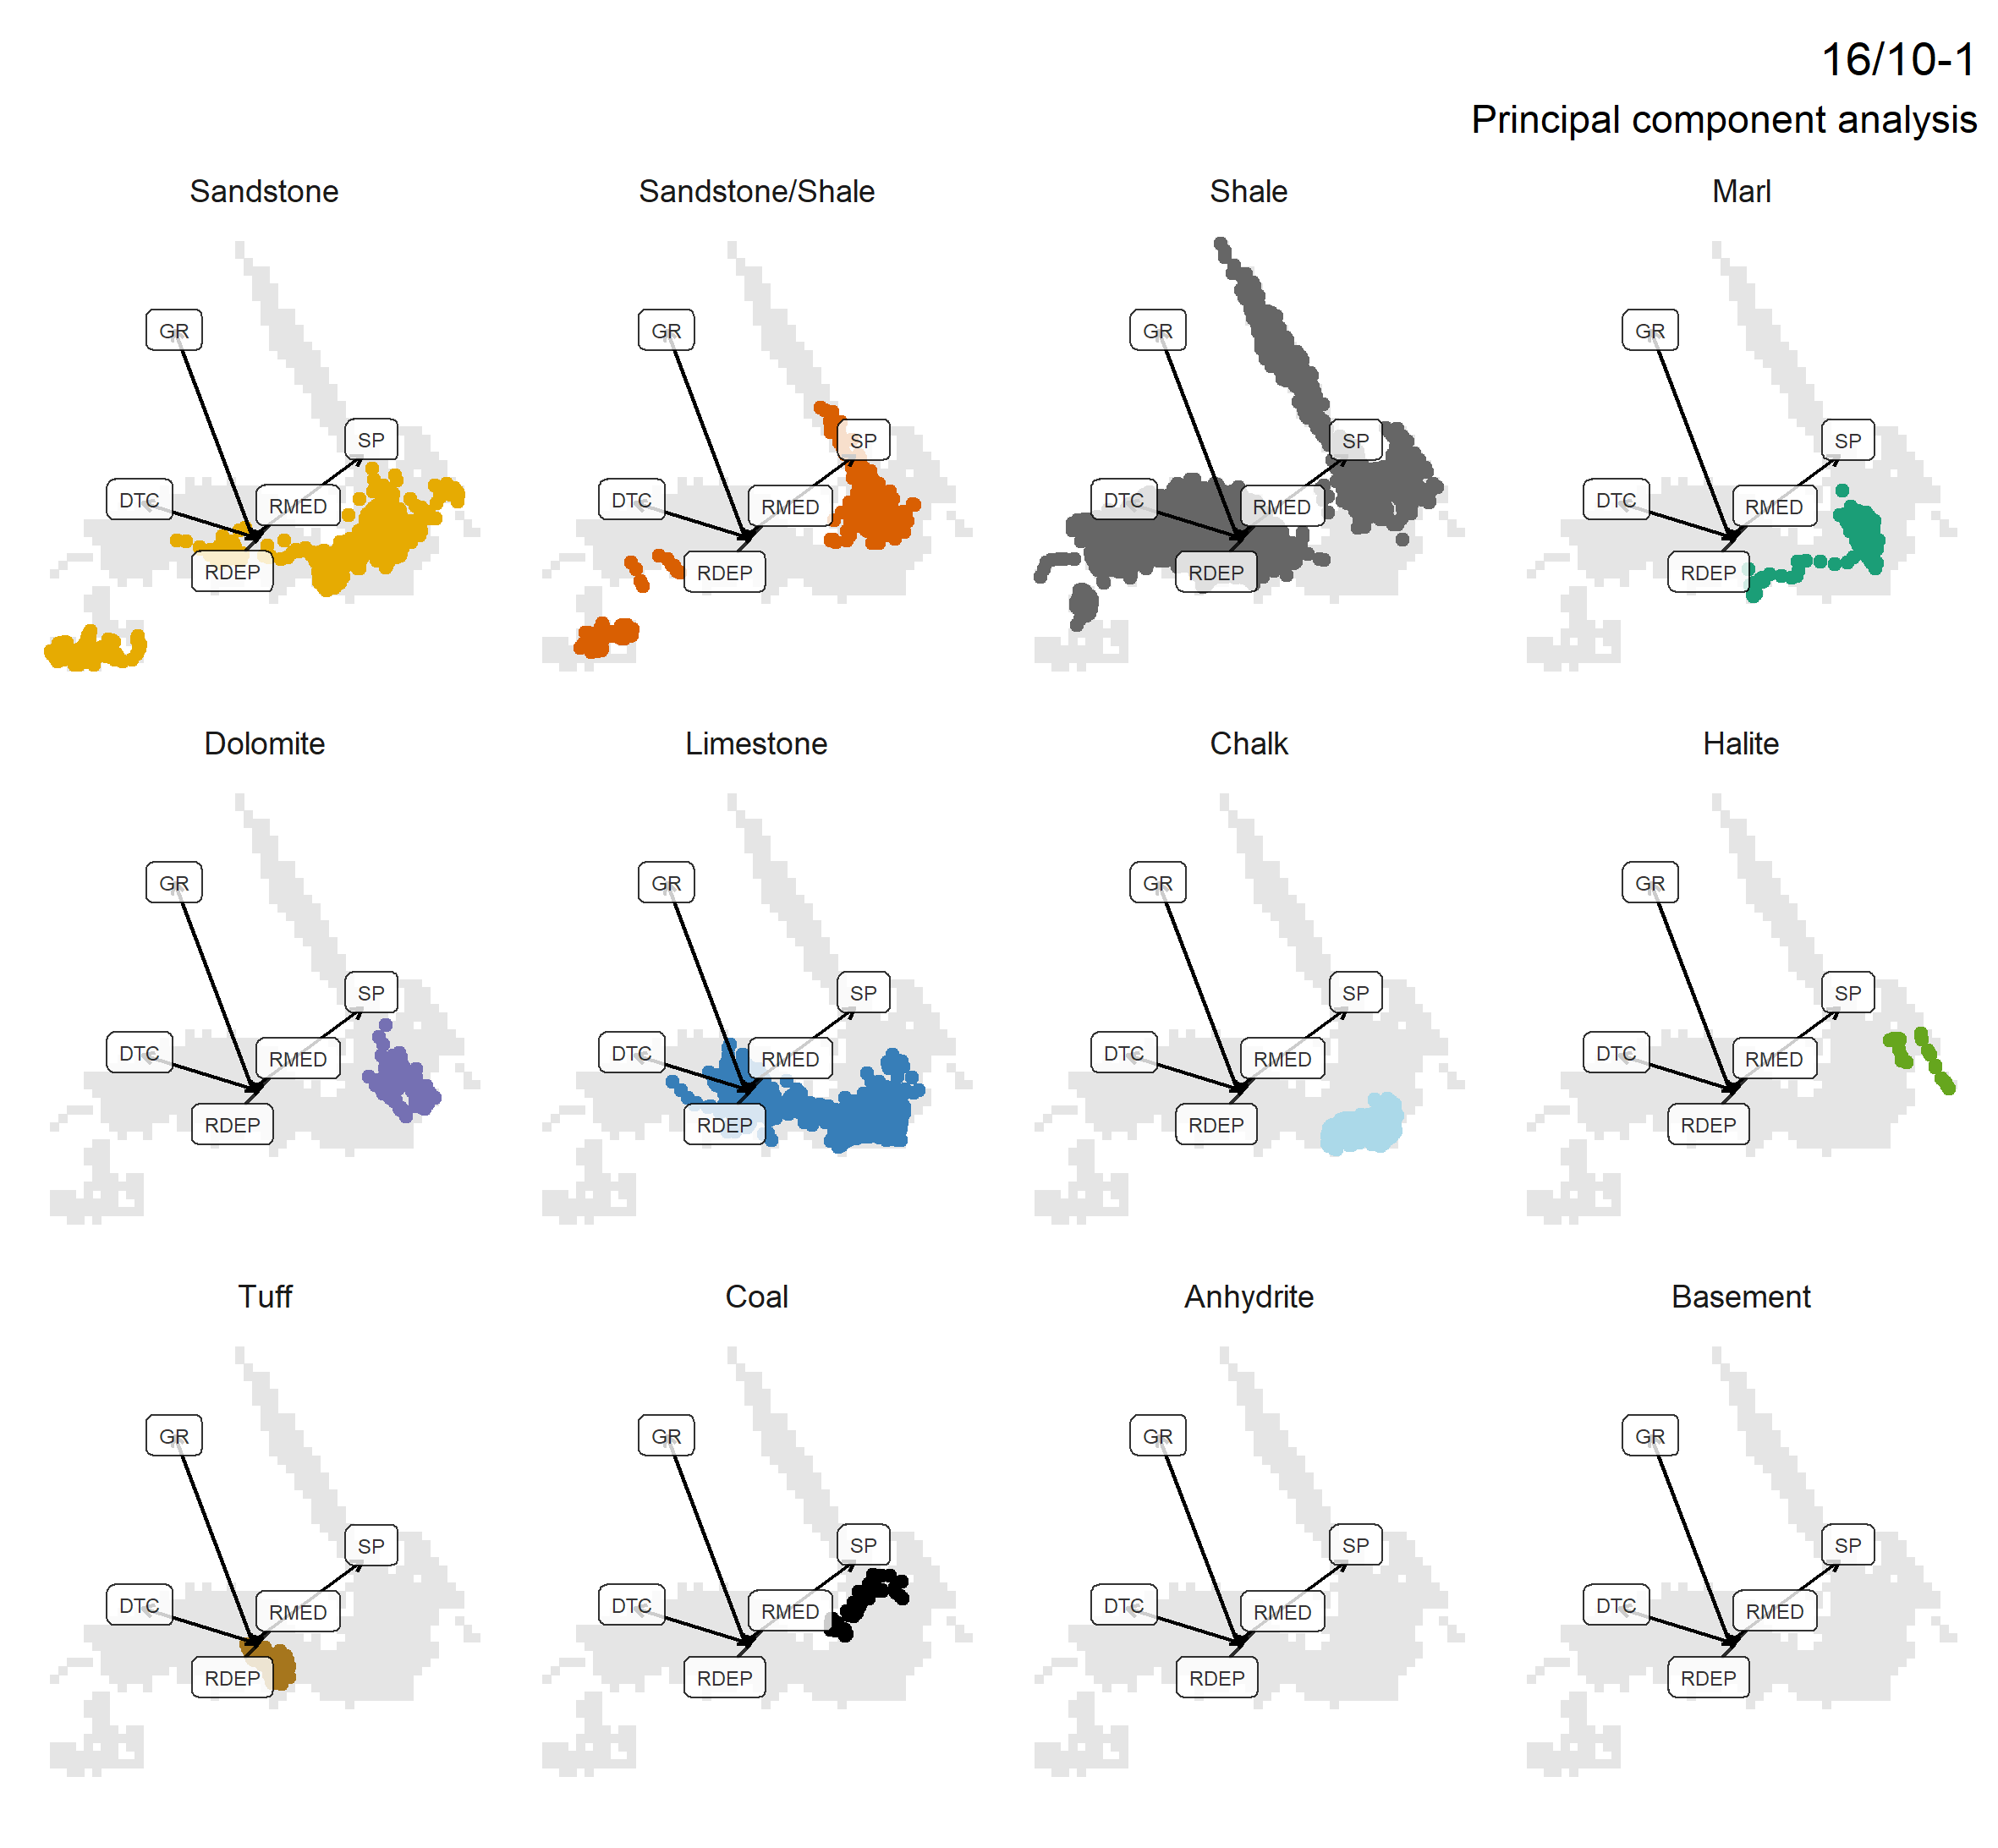 16/10-1
Principal component analysis
Sandstone
GR
SP
DTC
RMED
RDEP
Sandstone/Shale
GR
SP
DTC
RMED
RDEP
Shale
GR
SP
DTC
RMED
RDEP
Marl
GR
SP
DTC
RMED
RDEP
Dolomite
GR
SP
DTC
RMED
RDEP
Limestone
GR
SP
DTC
RMED
RDEP
Chalk
GR
SP
DTC
RMED
RDEP
Halite
GR
SP
DTC
RMED
RDEP
Tuff
GR
SP
DTC
RMED
RDEP
Coal
GR
SP
DTC
RMED
RDEP
Anhydrite
GR
SP
DTC
RMED
RDEP
Basement
GR
SP
DTC
RMED
RDEP